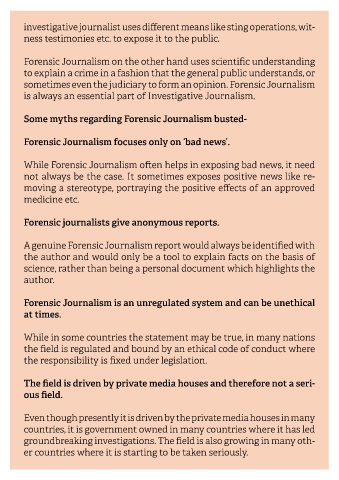 investigative journalist uses different means like sting operations, wit-
ness testimonies etc. to expose it to the public.
Forensic Journalism on the other hand uses scientific understanding
to explain a crime in a fashion that the general public understands, or
sometimes even the judiciary to form an opinion. Forensic Journalism
is always an essential part of Investigative Journalism.
Some myths regarding Forensic Journalism busted-
Forensic Journalism focuses only on ‘bad news’.
While Forensic Journalism often helps in exposing bad news, it need
not always be the case. It sometimes exposes positive news like re-
moving a stereotype, portraying the positive effects of an approved
medicine etc.
Forensic journalists give anonymous reports.
A genuine Forensic Journalism report would always be identified with
the author and would only be a tool to explain facts on the basis of
science, rather than being a personal document which highlights the
author.
Forensic Journalism is an unregulated system and can be unethical
at times.
While in some countries the statement may be true, in many nations
the field is regulated and bound by an ethical code of conduct where
the responsibility is fixed under legislation.
The field is driven by private media houses and therefore not a seri-
ous field.
Even though presently it is driven by the private media houses in many
countries, it is government owned in many countries where it has led
groundbreaking investigations. The field is also growing in many oth-
er countries where it is starting to be taken seriously.